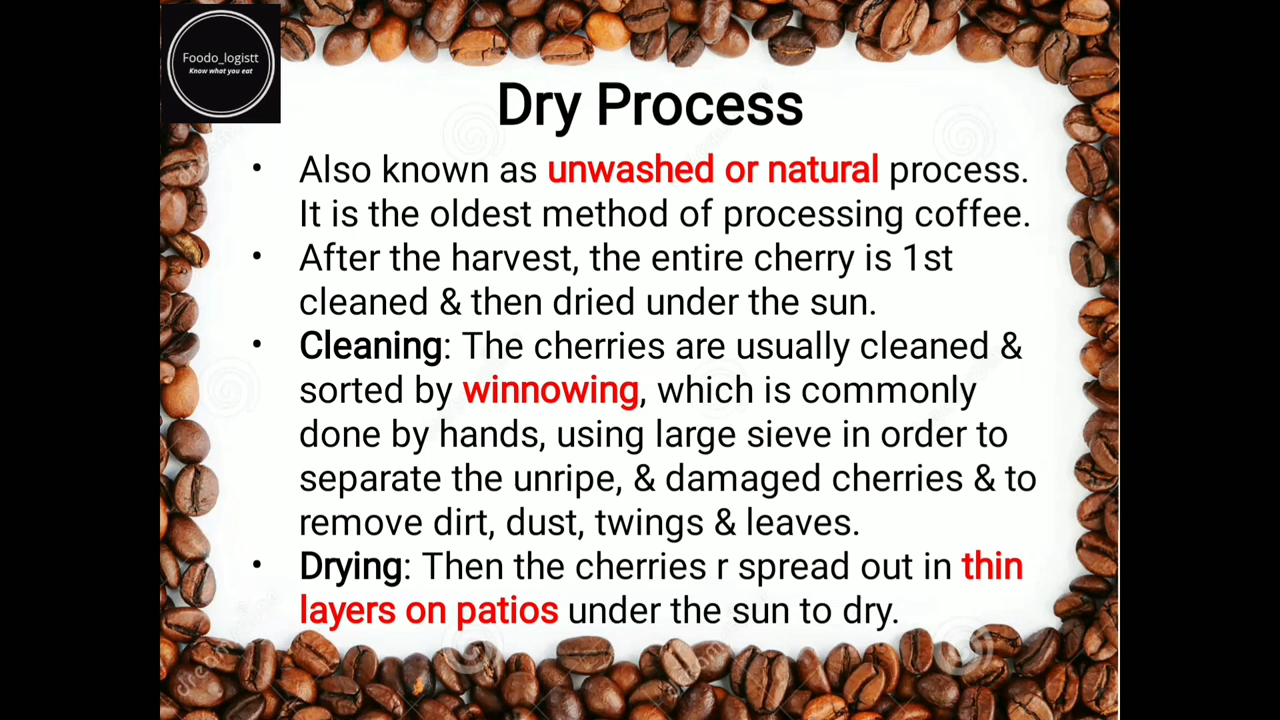 Foodo_logistt
Know what you eat
Dry Process
• Also known as unwashed or natural process.
It is the oldest method of processing coffee.
• After the harvest, the entire cherry is 1st
cleaned & then dried under the sun.
• Cleaning: The cherries are usually cleaned &
sorted by winnowing, which is commonly
done by hands, using large sieve in order to
separate the unripe, & damaged cherries & to
remove dirt, dust, twings & leaves.
• Drying: Then the cherries r spread out in thin
layers on patios under the sun to dry.